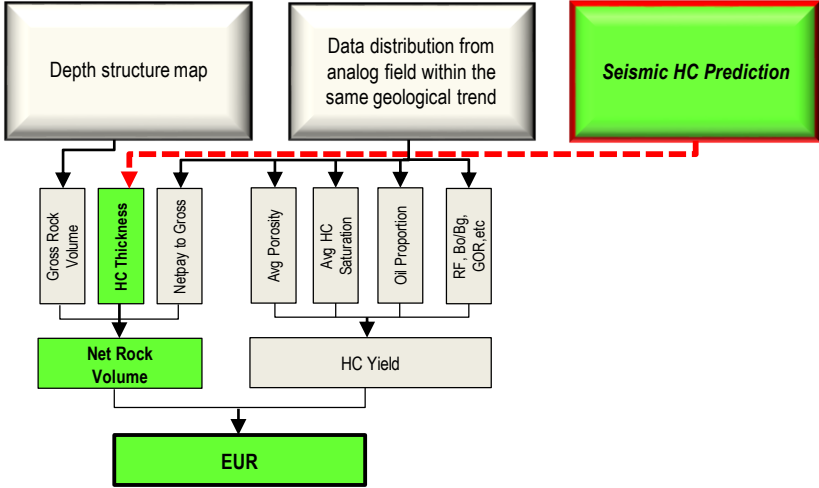 Depth structure map
Data distribution from
analog field within the
same geological trend
Seismic HC Prediction
Gross Rock
Volume
HC Thickness
Netpay to Gross
Avg Porosity
Avg HC
Saturation
Oil Proportion
RF, Bo/Bg,
GOR,etc
Net Rock
Volume
HC Yield
EUR